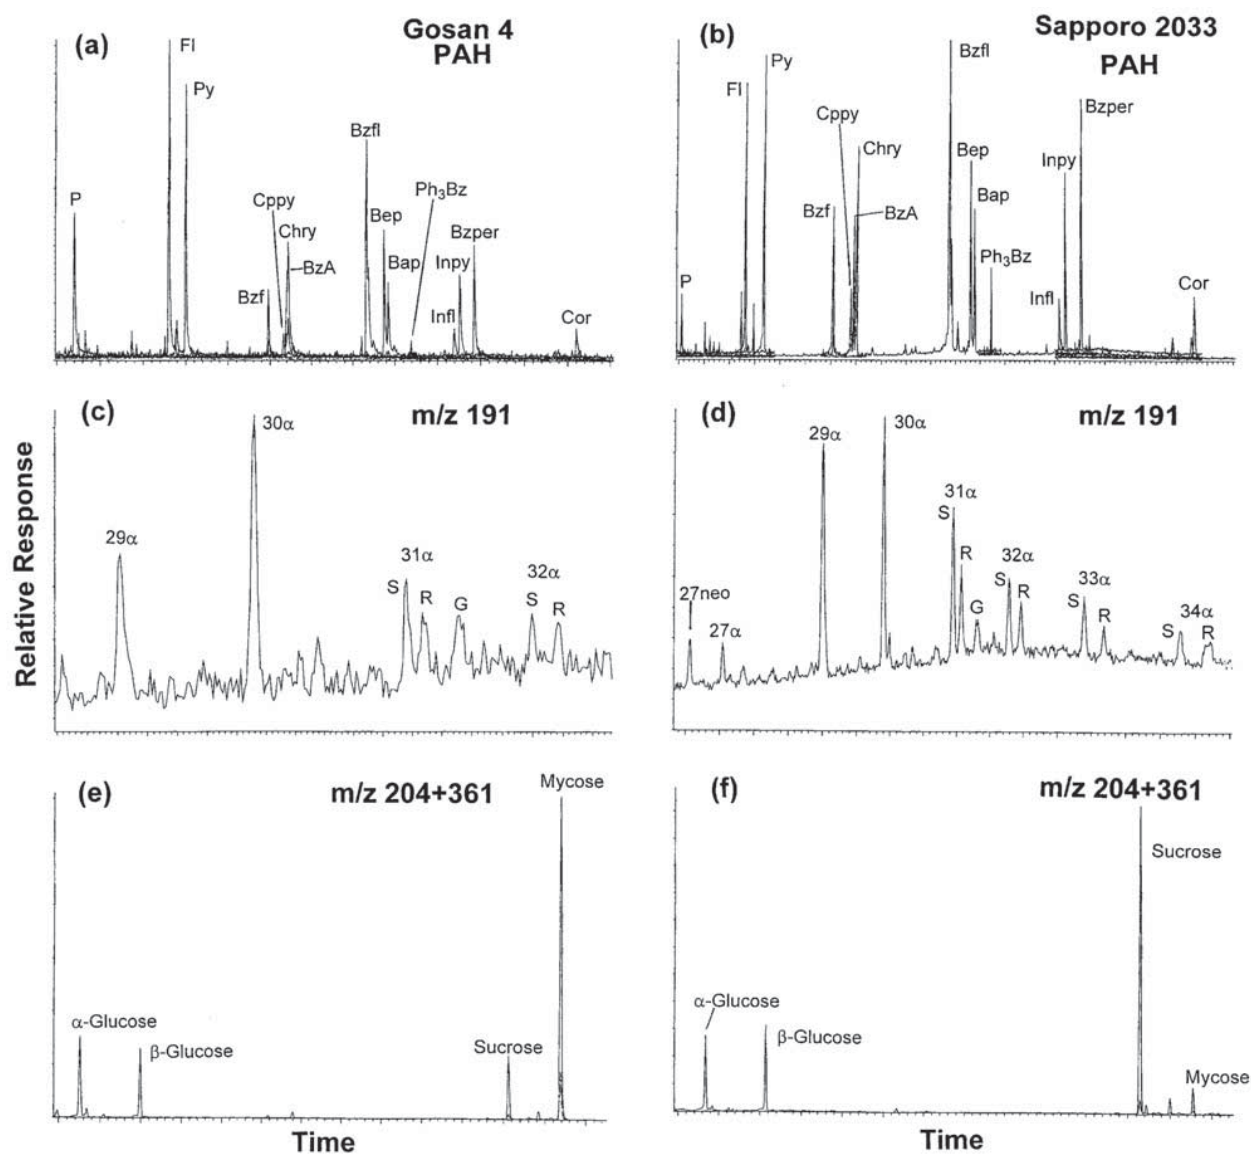 (a)
Gosan 4
PAH
Fl
Py
P
Bzf
Cppy
Chry
BzA
Bzfl
Bep
Bap
Ph₃Bz
Infl
Inpy
Bzper
Cor
(b)
Sapporo 2033
PAH
P
Fl
Py
Bzf
Cppy
Chry
BzA
Bzfl
Bep
Bap
Ph₃Bz
Infl
Inpy
Bzper
Cor
Relative Response
(c)
m/z 191
29α
30α
31α
S
R
G
32α
S
R
(d)
m/z 191
27neo
27α
29α
30α
31α
S
R
G
32α
S
R
33α
S
R
34α
S
R
(e)
m/z 204+361
α-Glucose
β-Glucose
Sucrose
Mycose
Time
(f)
m/z 204+361
α-Glucose
β-Glucose
Sucrose
Mycose
Time